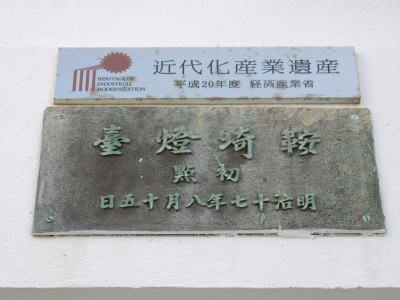 近代化産業遺産
HERITAGE OF
INDUSTRIAL
MODERNIZATION
平成20年度 経済産業省
鞍埼燈臺
初點
明治十七年八月十五日